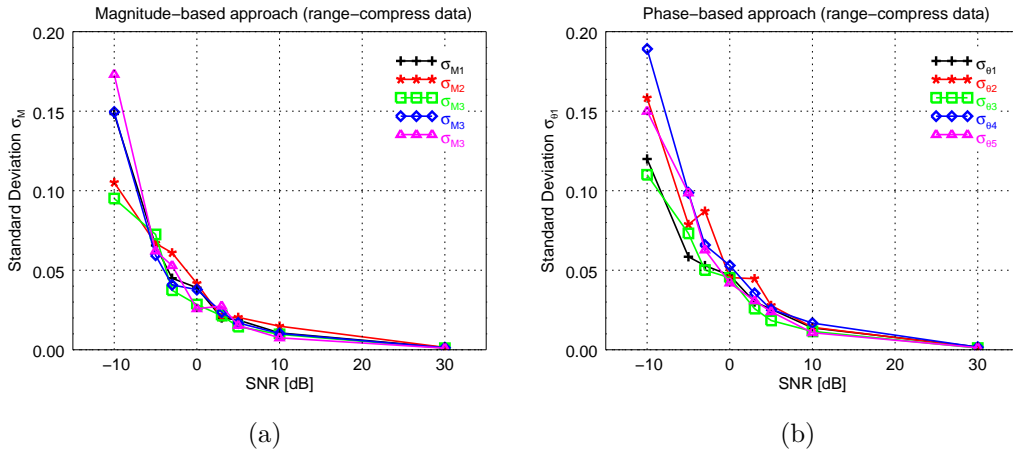 Magnitude-based approach (range-compress data)
Standard Deviation σM
0.20
0.15
0.10
0.05
0.00
σM1
σM2
σM3
σM3
σM3
-10
0
10
20
30
SNR [dB]
(a)
Phase-based approach (range-compress data)
Standard Deviation σθ1
0.20
0.15
0.10
0.05
0.00
σθ1
σθ2
σθ3
σθ4
σθ5
-10
0
10
20
30
SNR [dB]
(b)